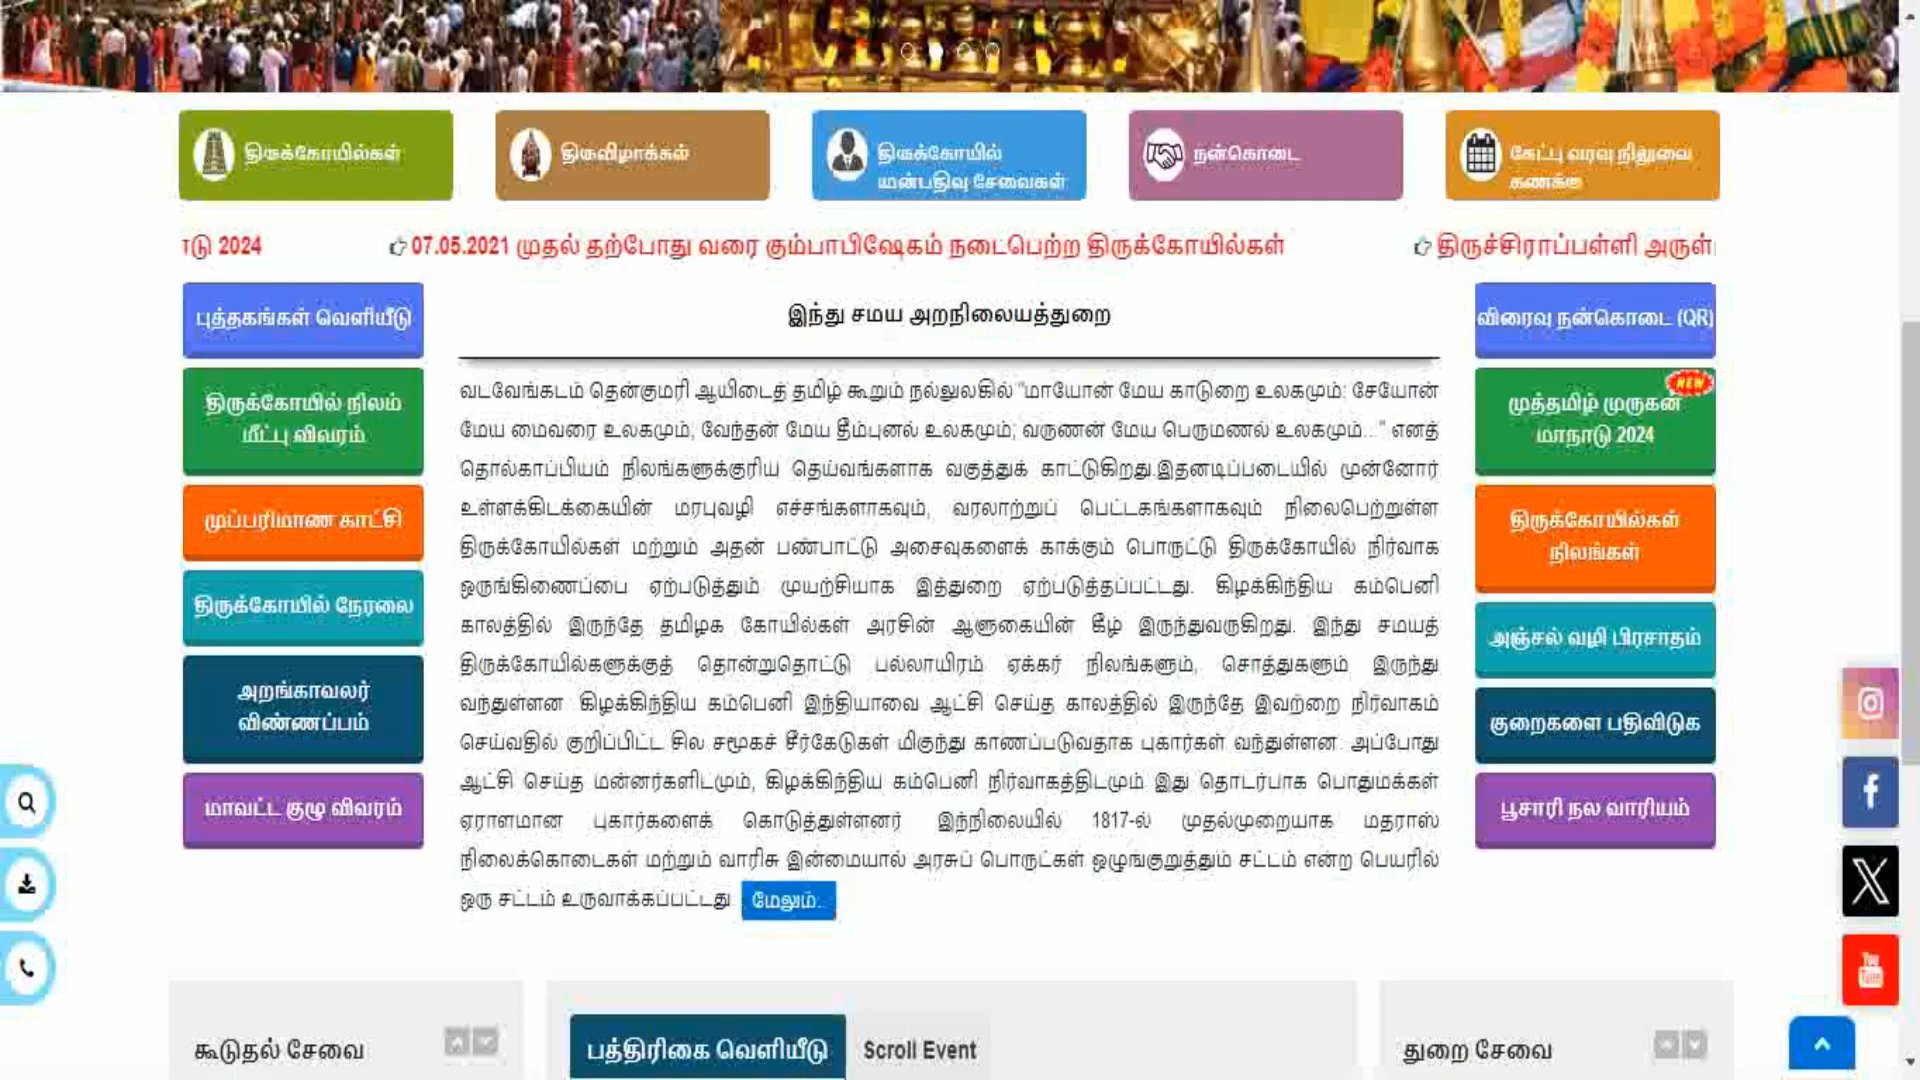 திருக்கோயில்கள்
திருவிழாக்கள்
திருக்கோயில்
முன்பதிவு சேவைகள்
நன்கொடை
கேட்பு வரவு நிலுவை
கணக்கு
ாடு 2024
07.05.2021 முதல் தற்போது வரை கும்பாபிஷேகம் நடைபெற்ற திருக்கோயில்கள்
திருச்சிராப்பள்ளி அருள்
புத்தகங்கள் வெளியீடு
திருக்கோயில் நிலம்
மீட்பு விவரம்
முப்பரிமாண காட்சி
திருக்கோயில் நேரலை
அறங்காவலர்
விண்ணப்பம்
மாவட்ட குழு விவரம்
இந்து சமய அறநிலையத்துறை
வடவேங்கடம் தென்குமரி ஆயிடைத் தமிழ் கூறும் நல்லுலகில் "மாயோன் மேய காடுறை உலகமும்: சேயோன்
மேய மைவரை உலகமும்; வேந்தன் மேய தீம்புனல் உலகமும்; வருணன் மேய பெருமணல் உலகமும்..." எனத்
தொல்காப்பியம் நிலங்களுக்குரிய தெய்வங்களாக வகுத்துக் காட்டுகிறது.இதனடிப்படையில் முன்னோர்
உள்ளக்கிடக்கையின் மரபுவழி எச்சங்களாகவும், வரலாற்றுப் பெட்டகங்களாகவும் நிலைபெற்றுள்ள
திருக்கோயில்கள் மற்றும் அதன் பண்பாட்டு அசைவுகளைக் காக்கும் பொருட்டு திருக்கோயில் நிர்வாக
ஒருங்கிணைப்பை ஏற்படுத்தும் முயற்சியாக இத்துறை ஏற்படுத்தப்பட்டது. கிழக்கிந்திய கம்பெனி
காலத்தில் இருந்தே தமிழக கோயில்கள் அரசின் ஆளுகையின் கீழ் இருந்துவருகிறது. இந்து சமயத்
திருக்கோயில்களுக்குத் தொன்றுதொட்டு பல்லாயிரம் ஏக்கர் நிலங்களும், சொத்துகளும் இருந்து
வந்துள்ளன. கிழக்கிந்திய கம்பெனி இந்தியாவை ஆட்சி செய்த காலத்தில் இருந்தே இவற்றை நிர்வாகம்
செய்வதில் குறிப்பிட்ட சில சமூகச் சீர்கேடுகள் மிகுந்து காணப்படுவதாக புகார்கள் வந்துள்ளன. அப்போது
ஆட்சி செய்த மன்னர்களிடமும், கிழக்கிந்திய கம்பெனி நிர்வாகத்திடமும் இது தொடர்பாக பொதுமக்கள்
ஏராளமான புகார்களைக் கொடுத்துள்ளனர். இந்நிலையில் 1817-ல் முதல்முறையாக மதராஸ்
நிலைக்கொடைகள் மற்றும் வாரிசு இன்மையால் அரசுப் பொருட்கள் ஒழுங்குறுத்தும் சட்டம் என்ற பெயரில்
ஒரு சட்டம் உருவாக்கப்பட்டது. மேலும்..
விரைவு நன்கொடை (QR)
NEW
முத்தமிழ் முருகன்
மாநாடு 2024
திருக்கோயில்கள்
நிலங்கள்
அஞ்சல் வழி பிரசாதம்
குறைகளை பதிவிடுக
பூசாரி நல வாரியம்
You
Tube
கூடுதல் சேவை
பத்திரிகை வெளியீடு
Scroll Event
துறை சேவை